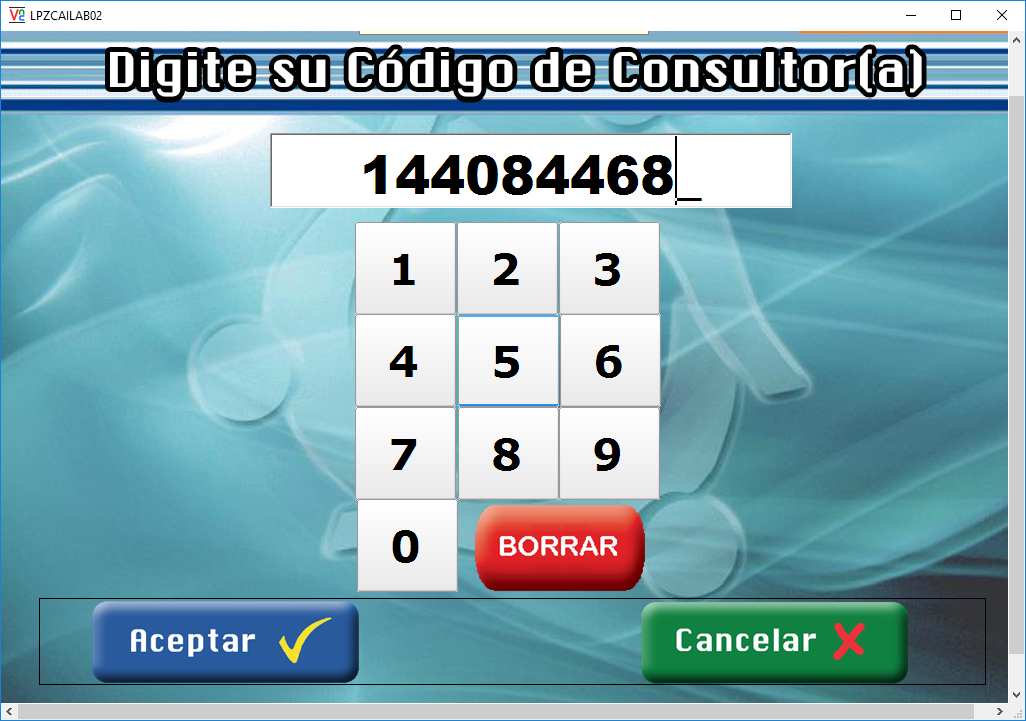 LPZCAILAB02
Digite su Código de Consultor(a)
144084468_
1 2 3
4 5 6
7 8 9
0 BORRAR
Aceptar Cancelar